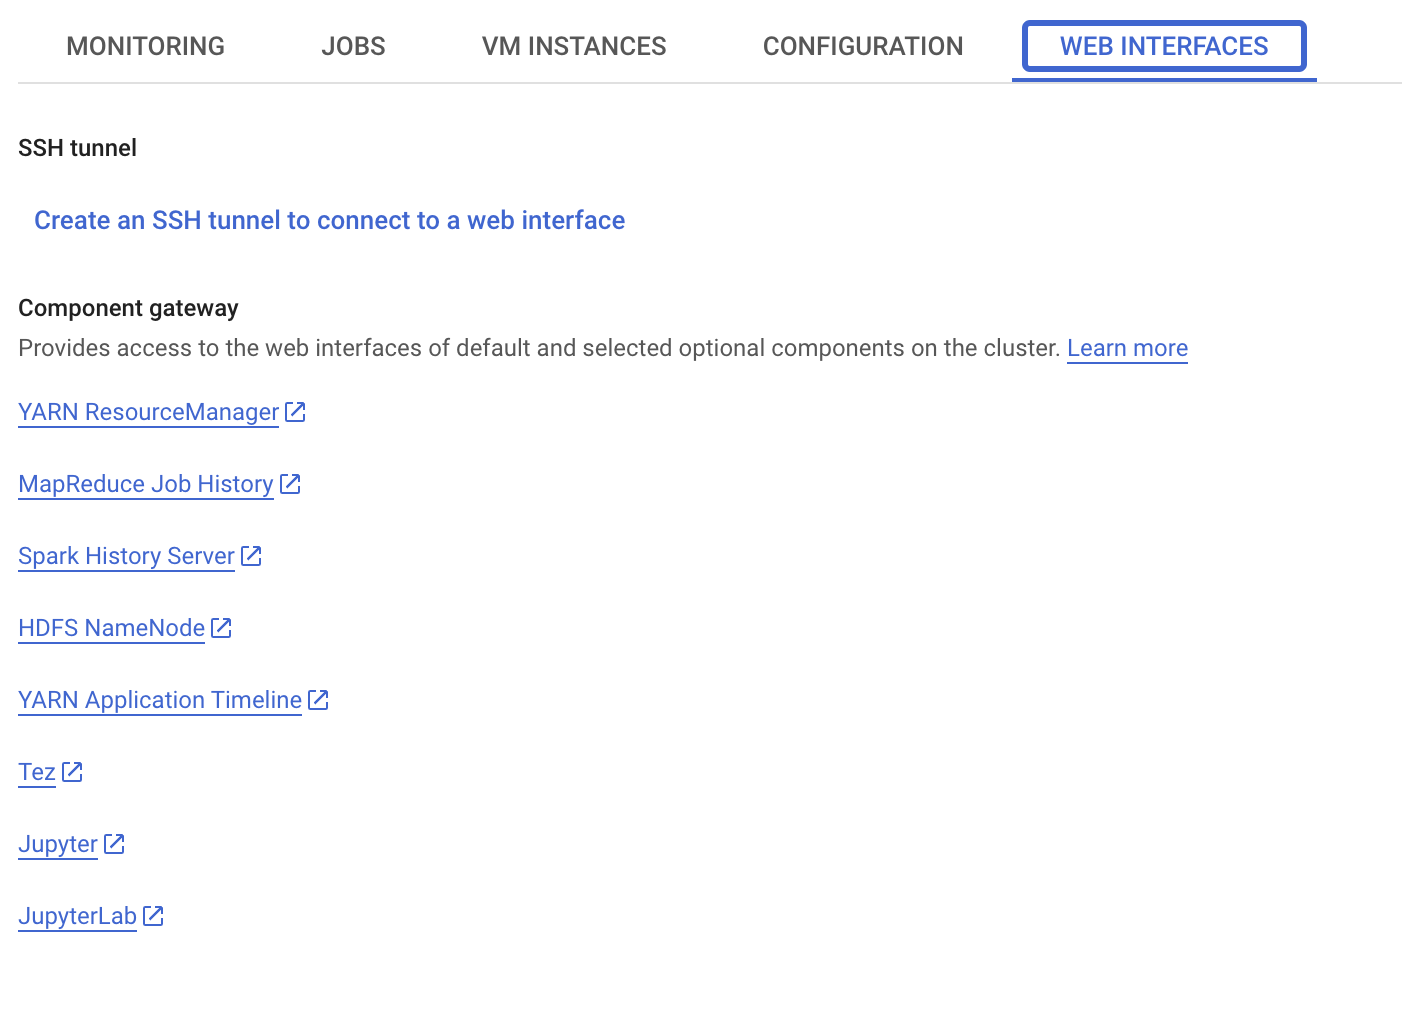 MONITORING JOBS VM INSTANCES CONFIGURATION WEB INTERFACES
SSH tunnel
Create an SSH tunnel to connect to a web interface
Component gateway
Provides access to the web interfaces of default and selected optional components on the cluster. Learn more
YARN ResourceManager
MapReduce Job History
Spark History Server
HDFS NameNode
YARN Application Timeline
Tez
Jupyter
JupyterLab